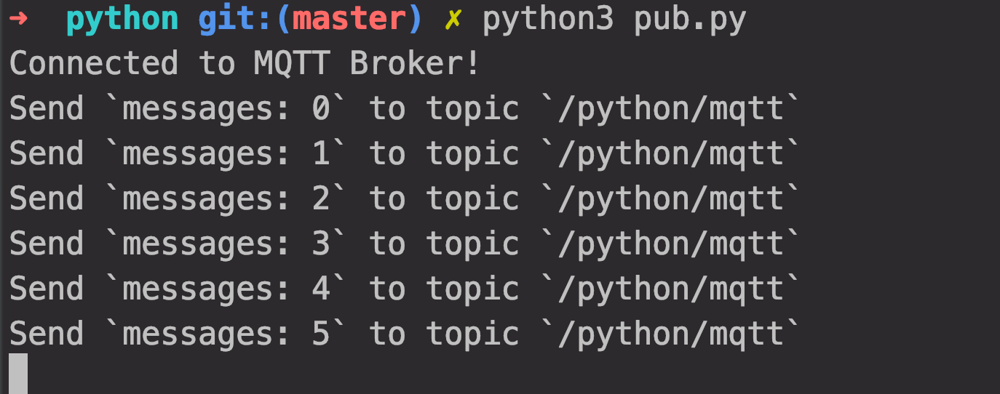 ➜  python git:(master) ✗ python3 pub.py
Connected to MQTT Broker!
Send `messages: 0` to topic `/python/mqtt`
Send `messages: 1` to topic `/python/mqtt`
Send `messages: 2` to topic `/python/mqtt`
Send `messages: 3` to topic `/python/mqtt`
Send `messages: 4` to topic `/python/mqtt`
Send `messages: 5` to topic `/python/mqtt`